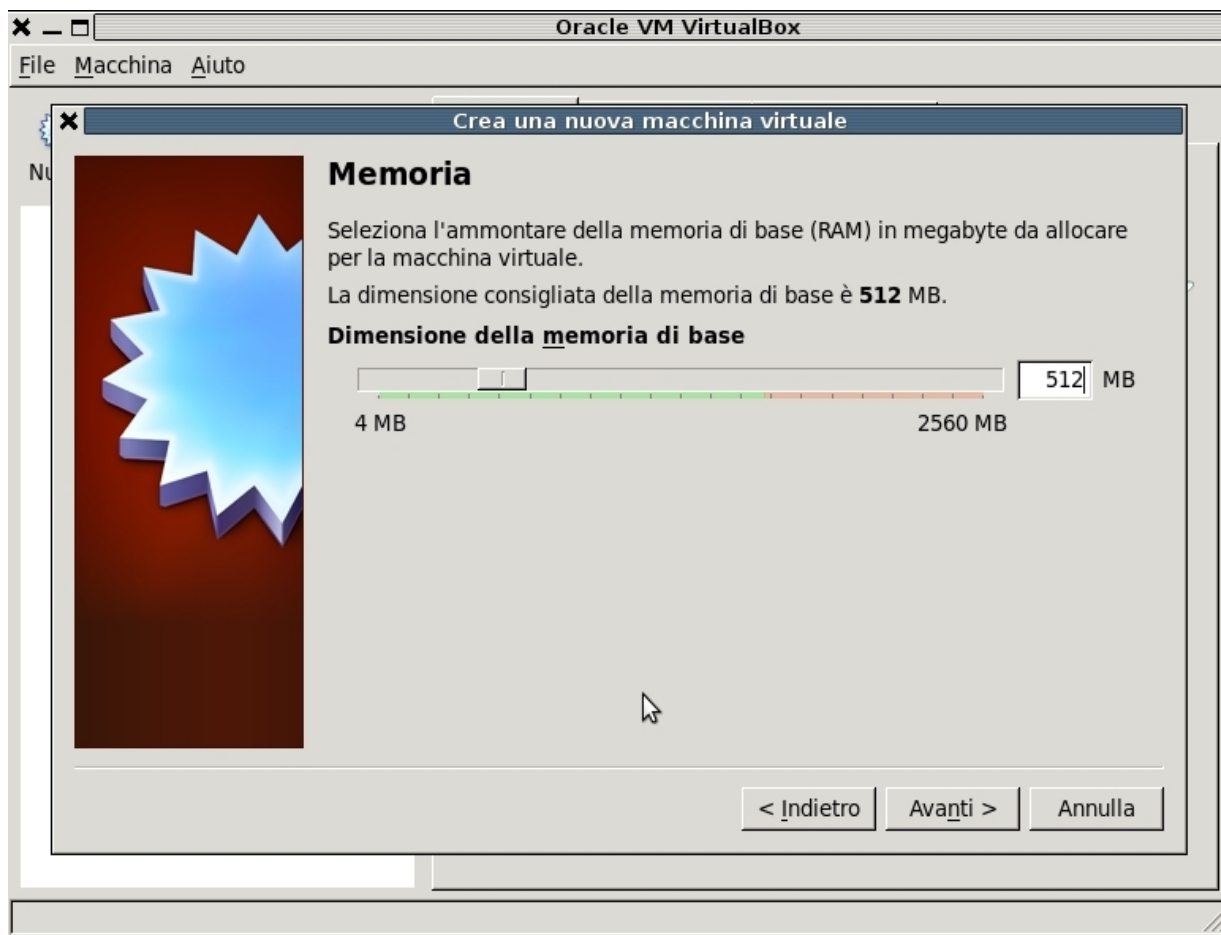 Oracle VM VirtualBox
File Macchina Aiuto
Crea una nuova macchina virtuale
Nu
Memoria
Seleziona l'ammontare della memoria di base (RAM) in megabyte da allocare
per la macchina virtuale.
La dimensione consigliata della memoria di base è 512 MB.
Dimensione della memoria di base
512 MB
4 MB 2560 MB
< Indietro Avanti > Annulla